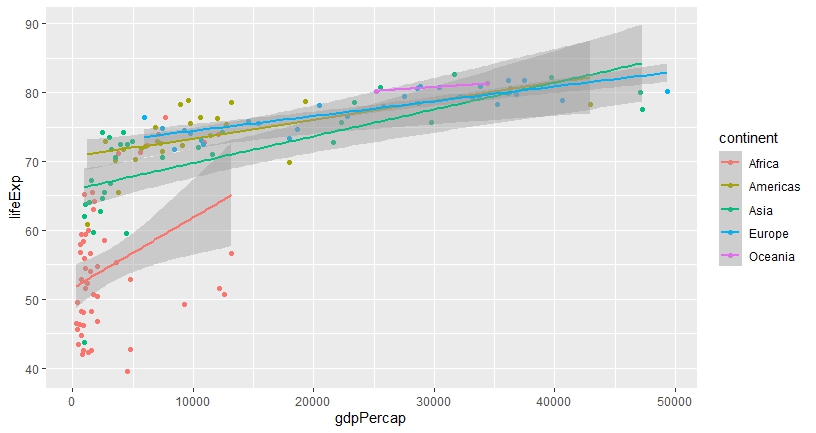 90
80
70
60
50
40
lifeExp
0 10000 20000 30000 40000 50000
gdpPercap
continent
Africa
Americas
Asia
Europe
Oceania